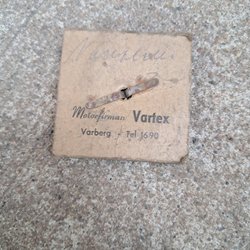 Motorfirman Vartex
Varberg - Tel 1690